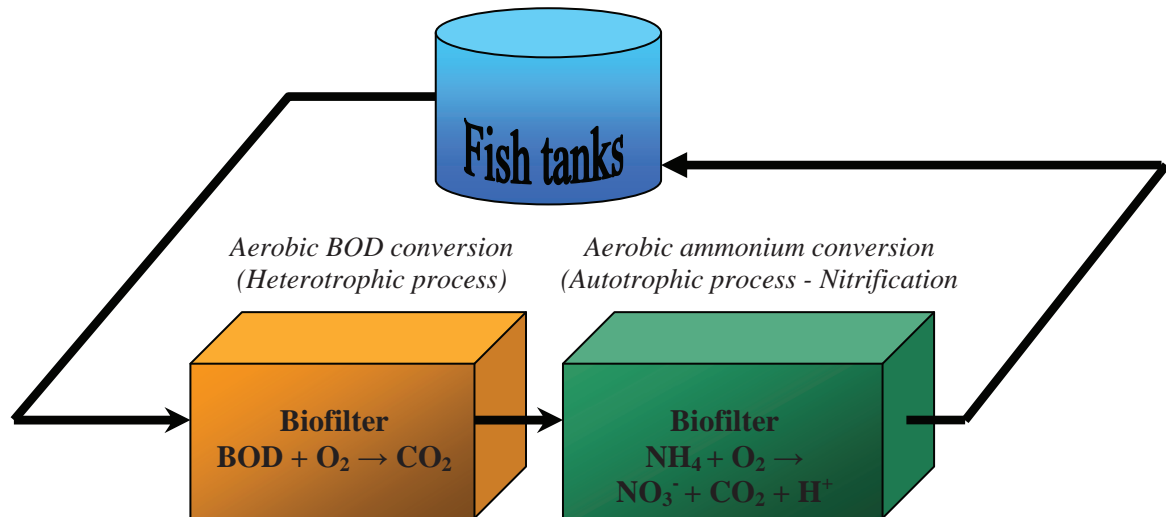 Fish tanks
Aerobic BOD conversion
(Heterotrophic process)
Aerobic ammonium conversion
(Autotrophic process - Nitrification
Biofilter
BOD + O₂ → CO₂
Biofilter
NH₄ + O₂ →
NO₃⁻ + CO₂ + H⁺